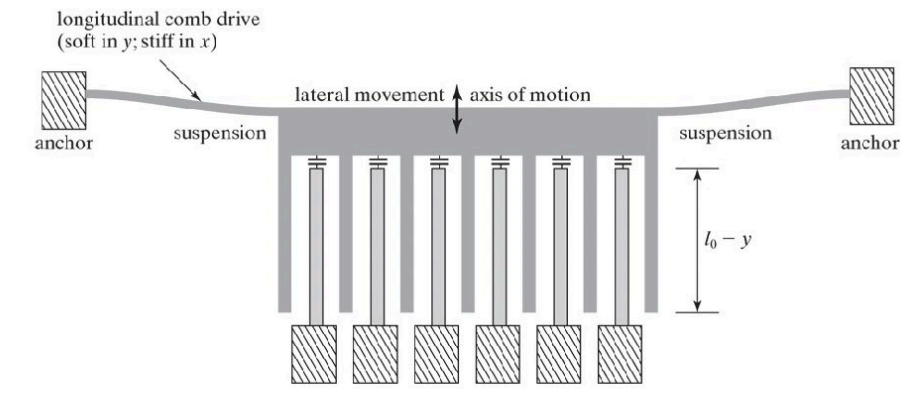 longitudinal comb drive
(soft in y; stiff in x)
lateral movement axis of motion
suspension
suspension
anchor
anchor
l₀ − y